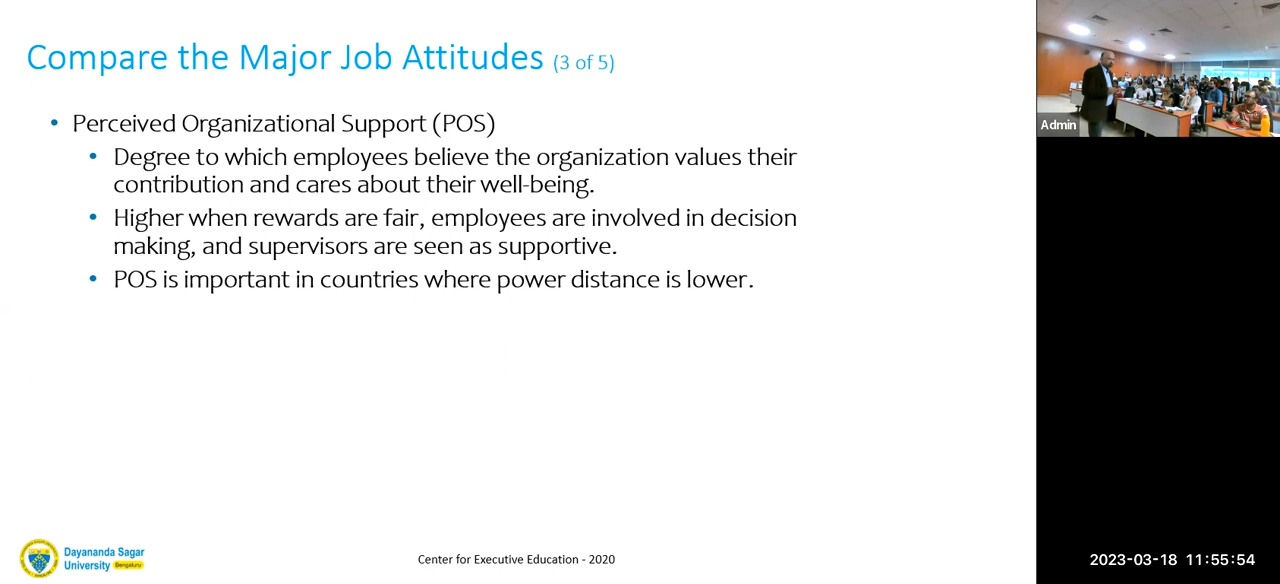 Compare the Major Job Attitudes (3 of 5)
• Perceived Organizational Support (POS)
• Degree to which employees believe the organization values their
contribution and cares about their well-being.
• Higher when rewards are fair, employees are involved in decision
making, and supervisors are seen as supportive.
• POS is important in countries where power distance is lower.
Admin
Dayananda Sagar
University Bengaluru
Center for Executive Education - 2020
2023-03-18 11:55:54